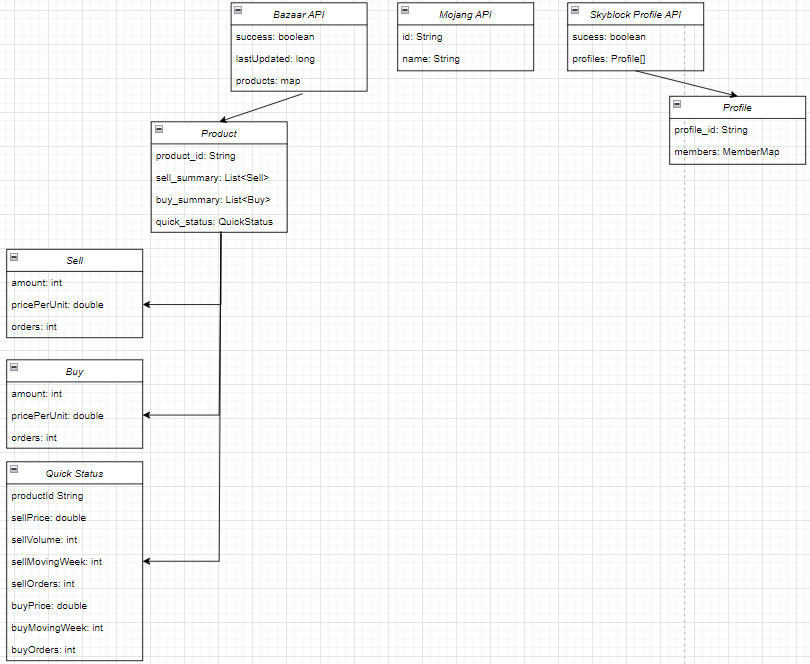 Bazaar API
success: boolean
lastUpdated: long
products: map
Mojang API
id: String
name: String
Skyblock Profile API
sucess: boolean
profiles: Profile[]
Profile
profile_id: String
members: MemberMap
Product
product_id: String
sell_summary: List<Sell>
buy_summary: List<Buy>
quick_status: QuickStatus
Sell
amount: int
pricePerUnit: double
orders: int
Buy
amount: int
pricePerUnit: double
orders: int
Quick Status
productId String
sellPrice: double
sellVolume: int
sellMovingWeek: int
sellOrders: int
buyPrice: double
buyMovingWeek: int
buyOrders: int